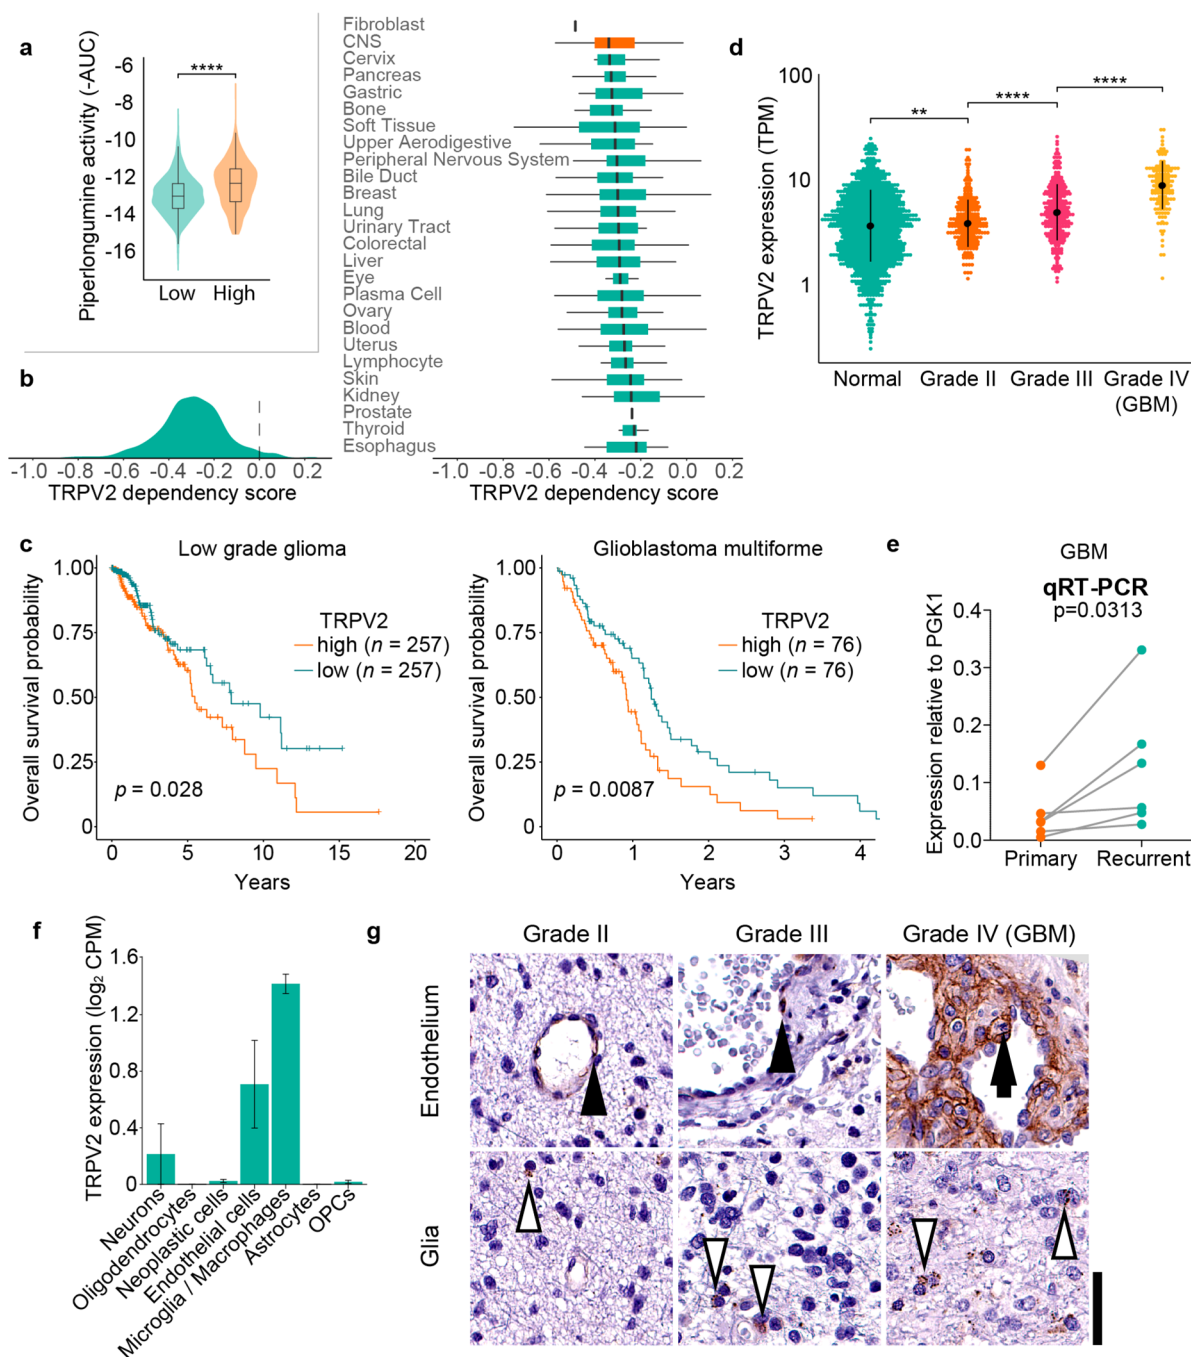 a
Piperlongumine activity (-AUC)
-6
-8
-10
-12
-14
-16
****
Low
High
b
-1.0
-0.8
-0.6
-0.4
-0.2
0.0
0.2
TRPV2 dependency score
Fibroblast
CNS
Cervix
Pancreas
Gastric
Bone
Soft Tissue
Upper Aerodigestive
Peripheral Nervous System
Bile Duct
Breast
Lung
Urinary Tract
Colorectal
Liver
Eye
Plasma Cell
Ovary
Blood
Uterus
Lymphocyte
Skin
Kidney
Prostate
Thyroid
Esophagus
-1.0
-0.8
-0.6
-0.4
-0.2
0.0
0.2
TRPV2 dependency score
d
TRPV2 expression (TPM)
100
10
1
**
****
****
Normal
Grade II
Grade III
Grade IV
(GBM)
c
Low grade glioma
Overall survival probability
1.00
0.75
0.50
0.25
0
TRPV2
high (n = 257)
low (n = 257)
p = 0.028
0
5
10
15
20
Years
Glioblastoma multiforme
Overall survival probability
1.00
0.75
0.50
0.25
0
TRPV2
high (n = 76)
low (n = 76)
p = 0.0087
0
1
2
3
4
Years
e
GBM
qRT-PCR
p=0.0313
Expression relative to PGK1
0.4
0.3
0.2
0.1
0.0
Primary
Recurrent
f
TRPV2 expression (log2 CPM)
1.6
1.2
0.8
0.4
0
Neurons
Oligodendrocytes
Neoplastic cells
Endothelial cells
Microglia / Macrophages
Astrocytes
OPCs
g
Grade II
Grade III
Grade IV (GBM)
Endothelium
Glia